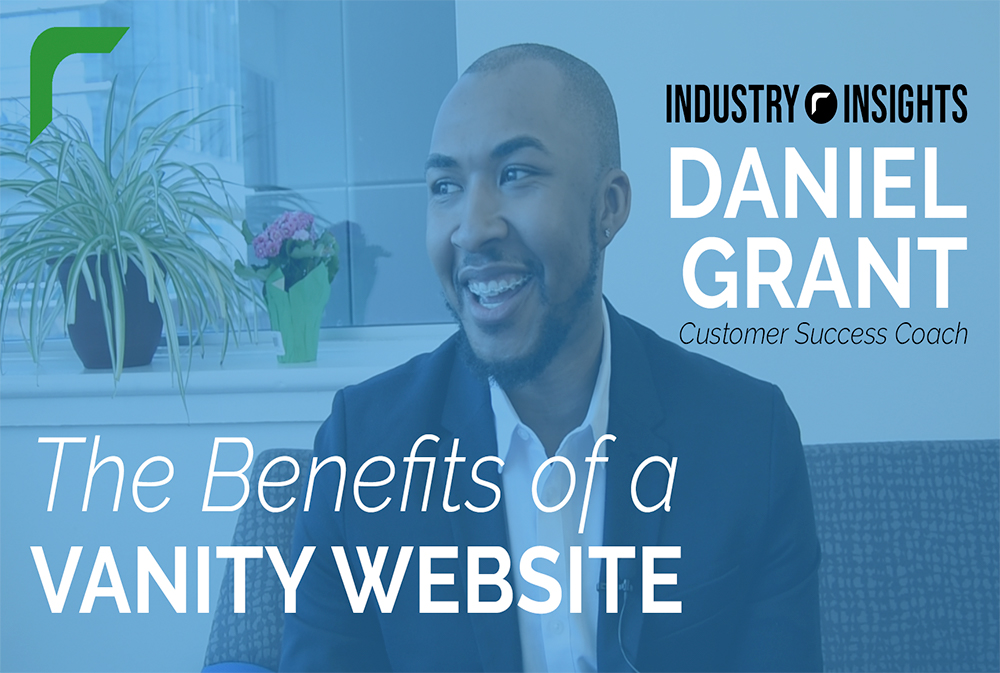 INDUSTRY INSIGHTS
DANIEL
GRANT
Customer Success Coach
The Benefits of a
VANITY WEBSITE